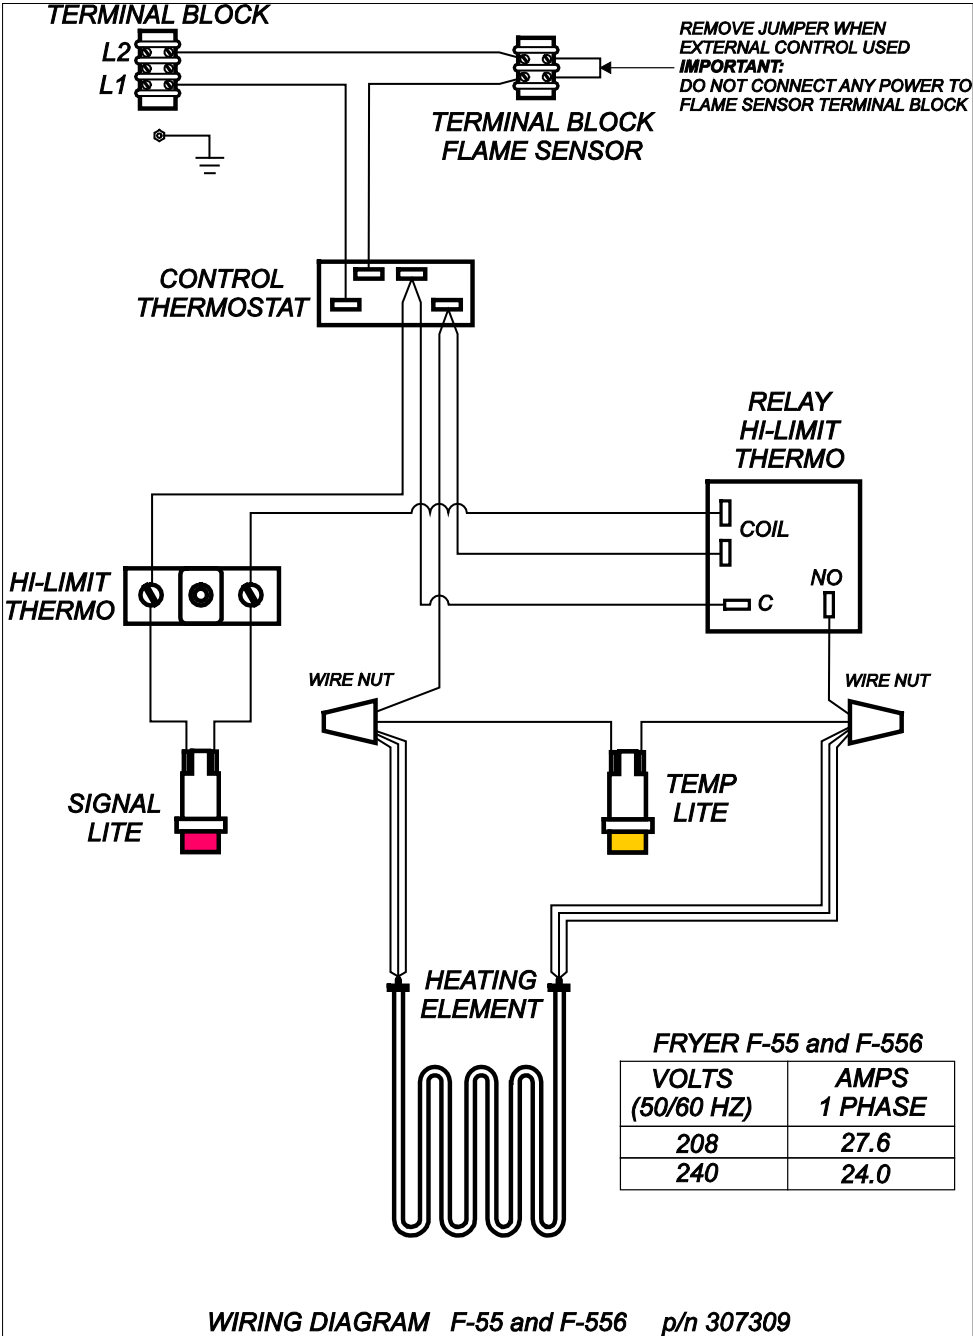 TERMINAL BLOCK
L2
L1
REMOVE JUMPER WHEN
EXTERNAL CONTROL USED
IMPORTANT:
DO NOT CONNECT ANY POWER TO
FLAME SENSOR TERMINAL BLOCK
TERMINAL BLOCK
FLAME SENSOR
CONTROL
THERMOSTAT
RELAY
HI-LIMIT
THERMO
COIL
NO
C
HI-LIMIT
THERMO
WIRE NUT
WIRE NUT
SIGNAL
LITE
TEMP
LITE
HEATING
ELEMENT
FRYER F-55 and F-556
VOLTS
(50/60 HZ)
AMPS
1 PHASE
208
27.6
240
24.0
WIRING DIAGRAM F-55 and F-556 p/n 307309